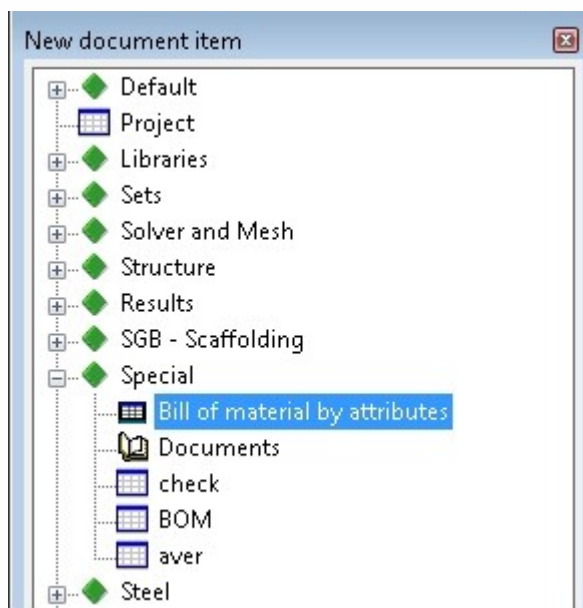 New document item
Default
Project
Libraries
Sets
Solver and Mesh
Structure
Results
SGB - Scaffolding
Special
Bill of material by attributes
Documents
check
BOM
aver
Steel